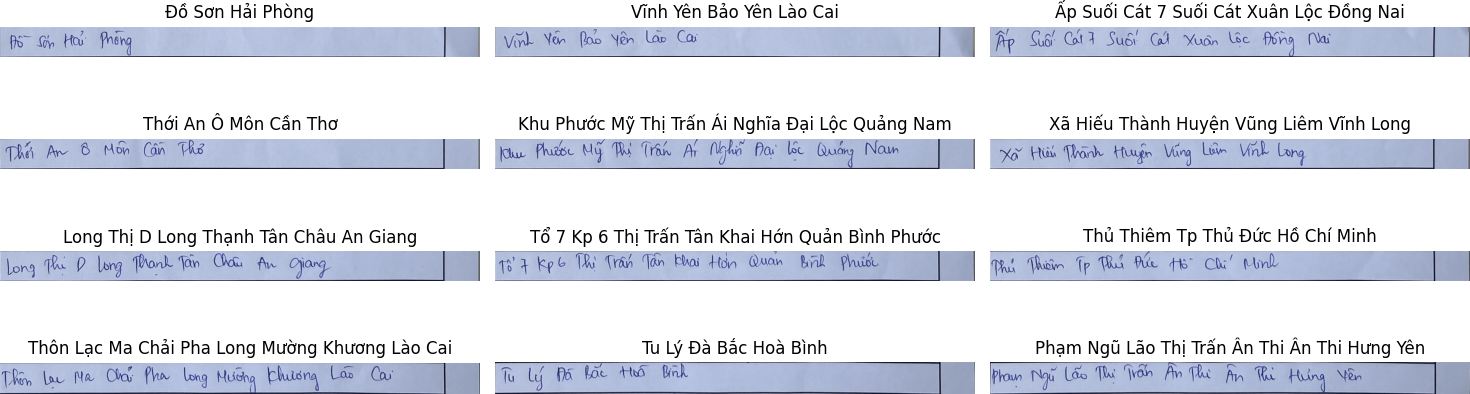 Đồ Sơn Hải Phòng
Vĩnh Yên Bảo Yên Lào Cai
Ấp Suối Cát 7 Suối Cát Xuân Lộc Đồng Nai
Đồ Sơn Hải Phòng
Vĩnh Yên Bảo Yên Lào Cai
Ấp Suối Cát 7 Suối Cát Xuân Lộc Đồng Nai
Thới An Ô Môn Cần Thơ
Khu Phước Mỹ Thị Trấn Ái Nghĩa Đại Lộc Quảng Nam
Xã Hiếu Thành Huyện Vũng Liêm Vĩnh Long
Thới An Ô Môn Cần Thơ
Khu Phước Mỹ Thị Trấn Ái Nghĩa Đại Lộc Quảng Nam
Xã Hiếu Thành Huyện Vũng Liêm Vĩnh Long
Long Thị D Long Thạnh Tân Châu An Giang
Tổ 7 Kp 6 Thị Trấn Tân Khai Hớn Quản Bình Phước
Thủ Thiêm Tp Thủ Đức Hồ Chí Minh
Long Thị D Long Thạnh Tân Châu An Giang
Tổ 7 Kp 6 Thị Trấn Tân Khai Hớn Quản Bình Phước
Thủ Thiêm Tp Thủ Đức Hồ Chí Minh
Thôn Lạc Ma Chải Pha Long Mường Khương Lào Cai
Tu Lý Đà Bắc Hoà Bình
Phạm Ngũ Lão Thị Trấn Ân Thi Ân Thi Hưng Yên
Thôn Lạc Ma Chải Pha Long Mường Khương Lào Cai
Tu Lý Đà Bắc Hoà Bình
Phạm Ngũ Lão Thị Trấn Ân Thi Ân Thi Hưng Yên